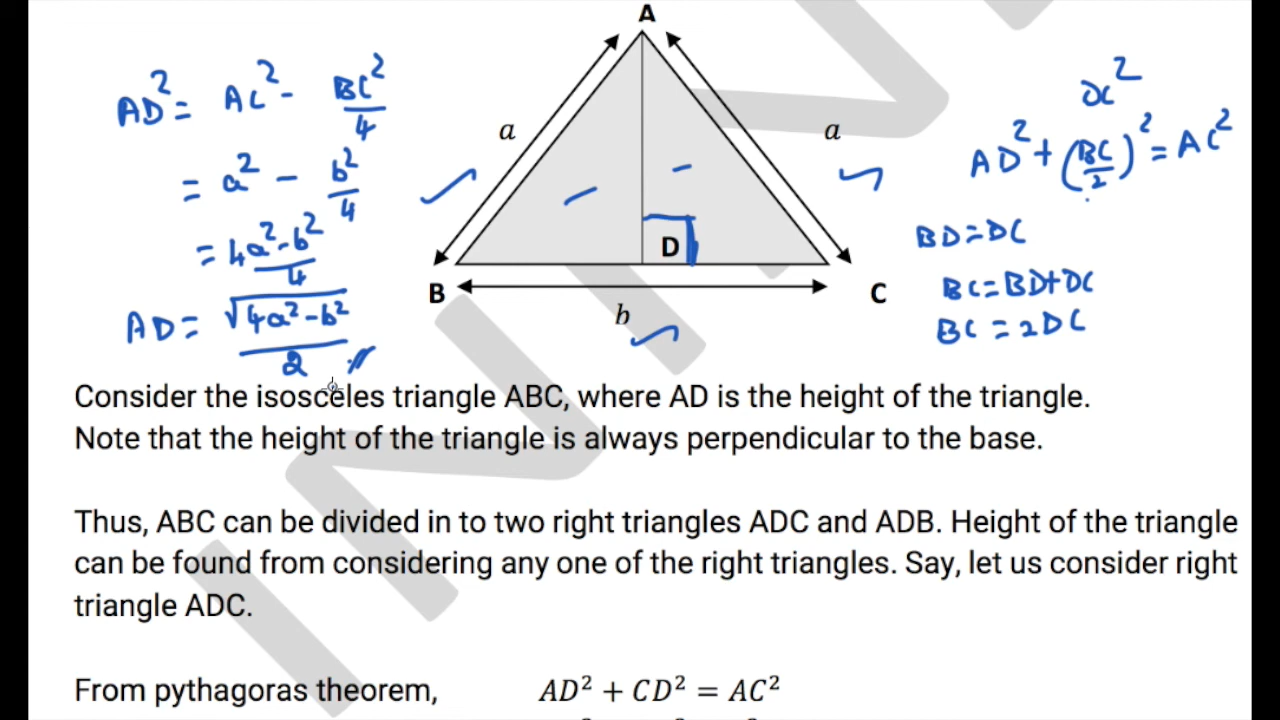 A
AD² = AC² - BC²/4
= a² - b²/4
= 4a² - b²/4
AD = √4a² - b²/2
a
a
D
B
C
b
DC²
AD² + (BC/2)² = AC²
BD = DC
BC = BD + DC
BC = 2DC
Consider the isosceles triangle ABC, where AD is the height of the triangle.
Note that the height of the triangle is always perpendicular to the base.
Thus, ABC can be divided in to two right triangles ADC and ADB. Height of the triangle
can be found from considering any one of the right triangles. Say, let us consider right
triangle ADC.
From pythagoras theorem, AD² + CD² = AC²